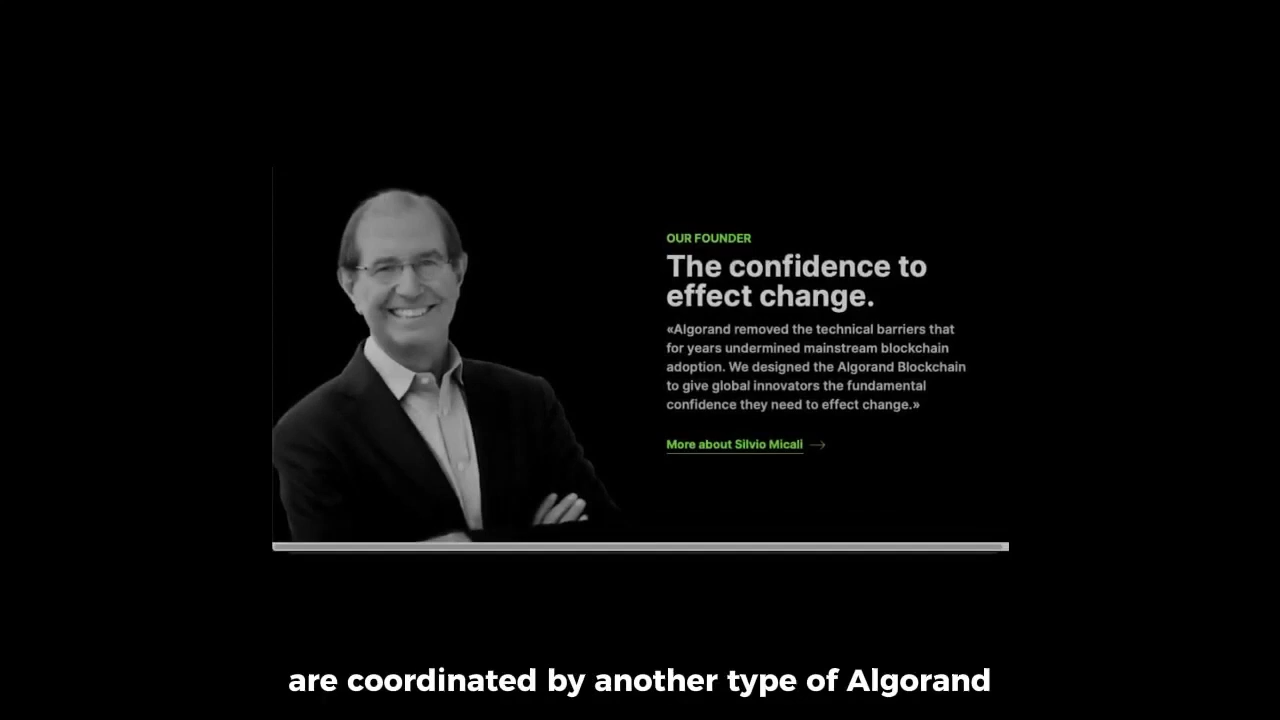 OUR FOUNDER
The confidence to
effect change.
«Algorand removed the technical barriers that
for years undermined mainstream blockchain
adoption. We designed the Algorand Blockchain
to give global innovators the fundamental
confidence they need to effect change.»
More about Silvio Micali →
are coordinated by another type of Algorand